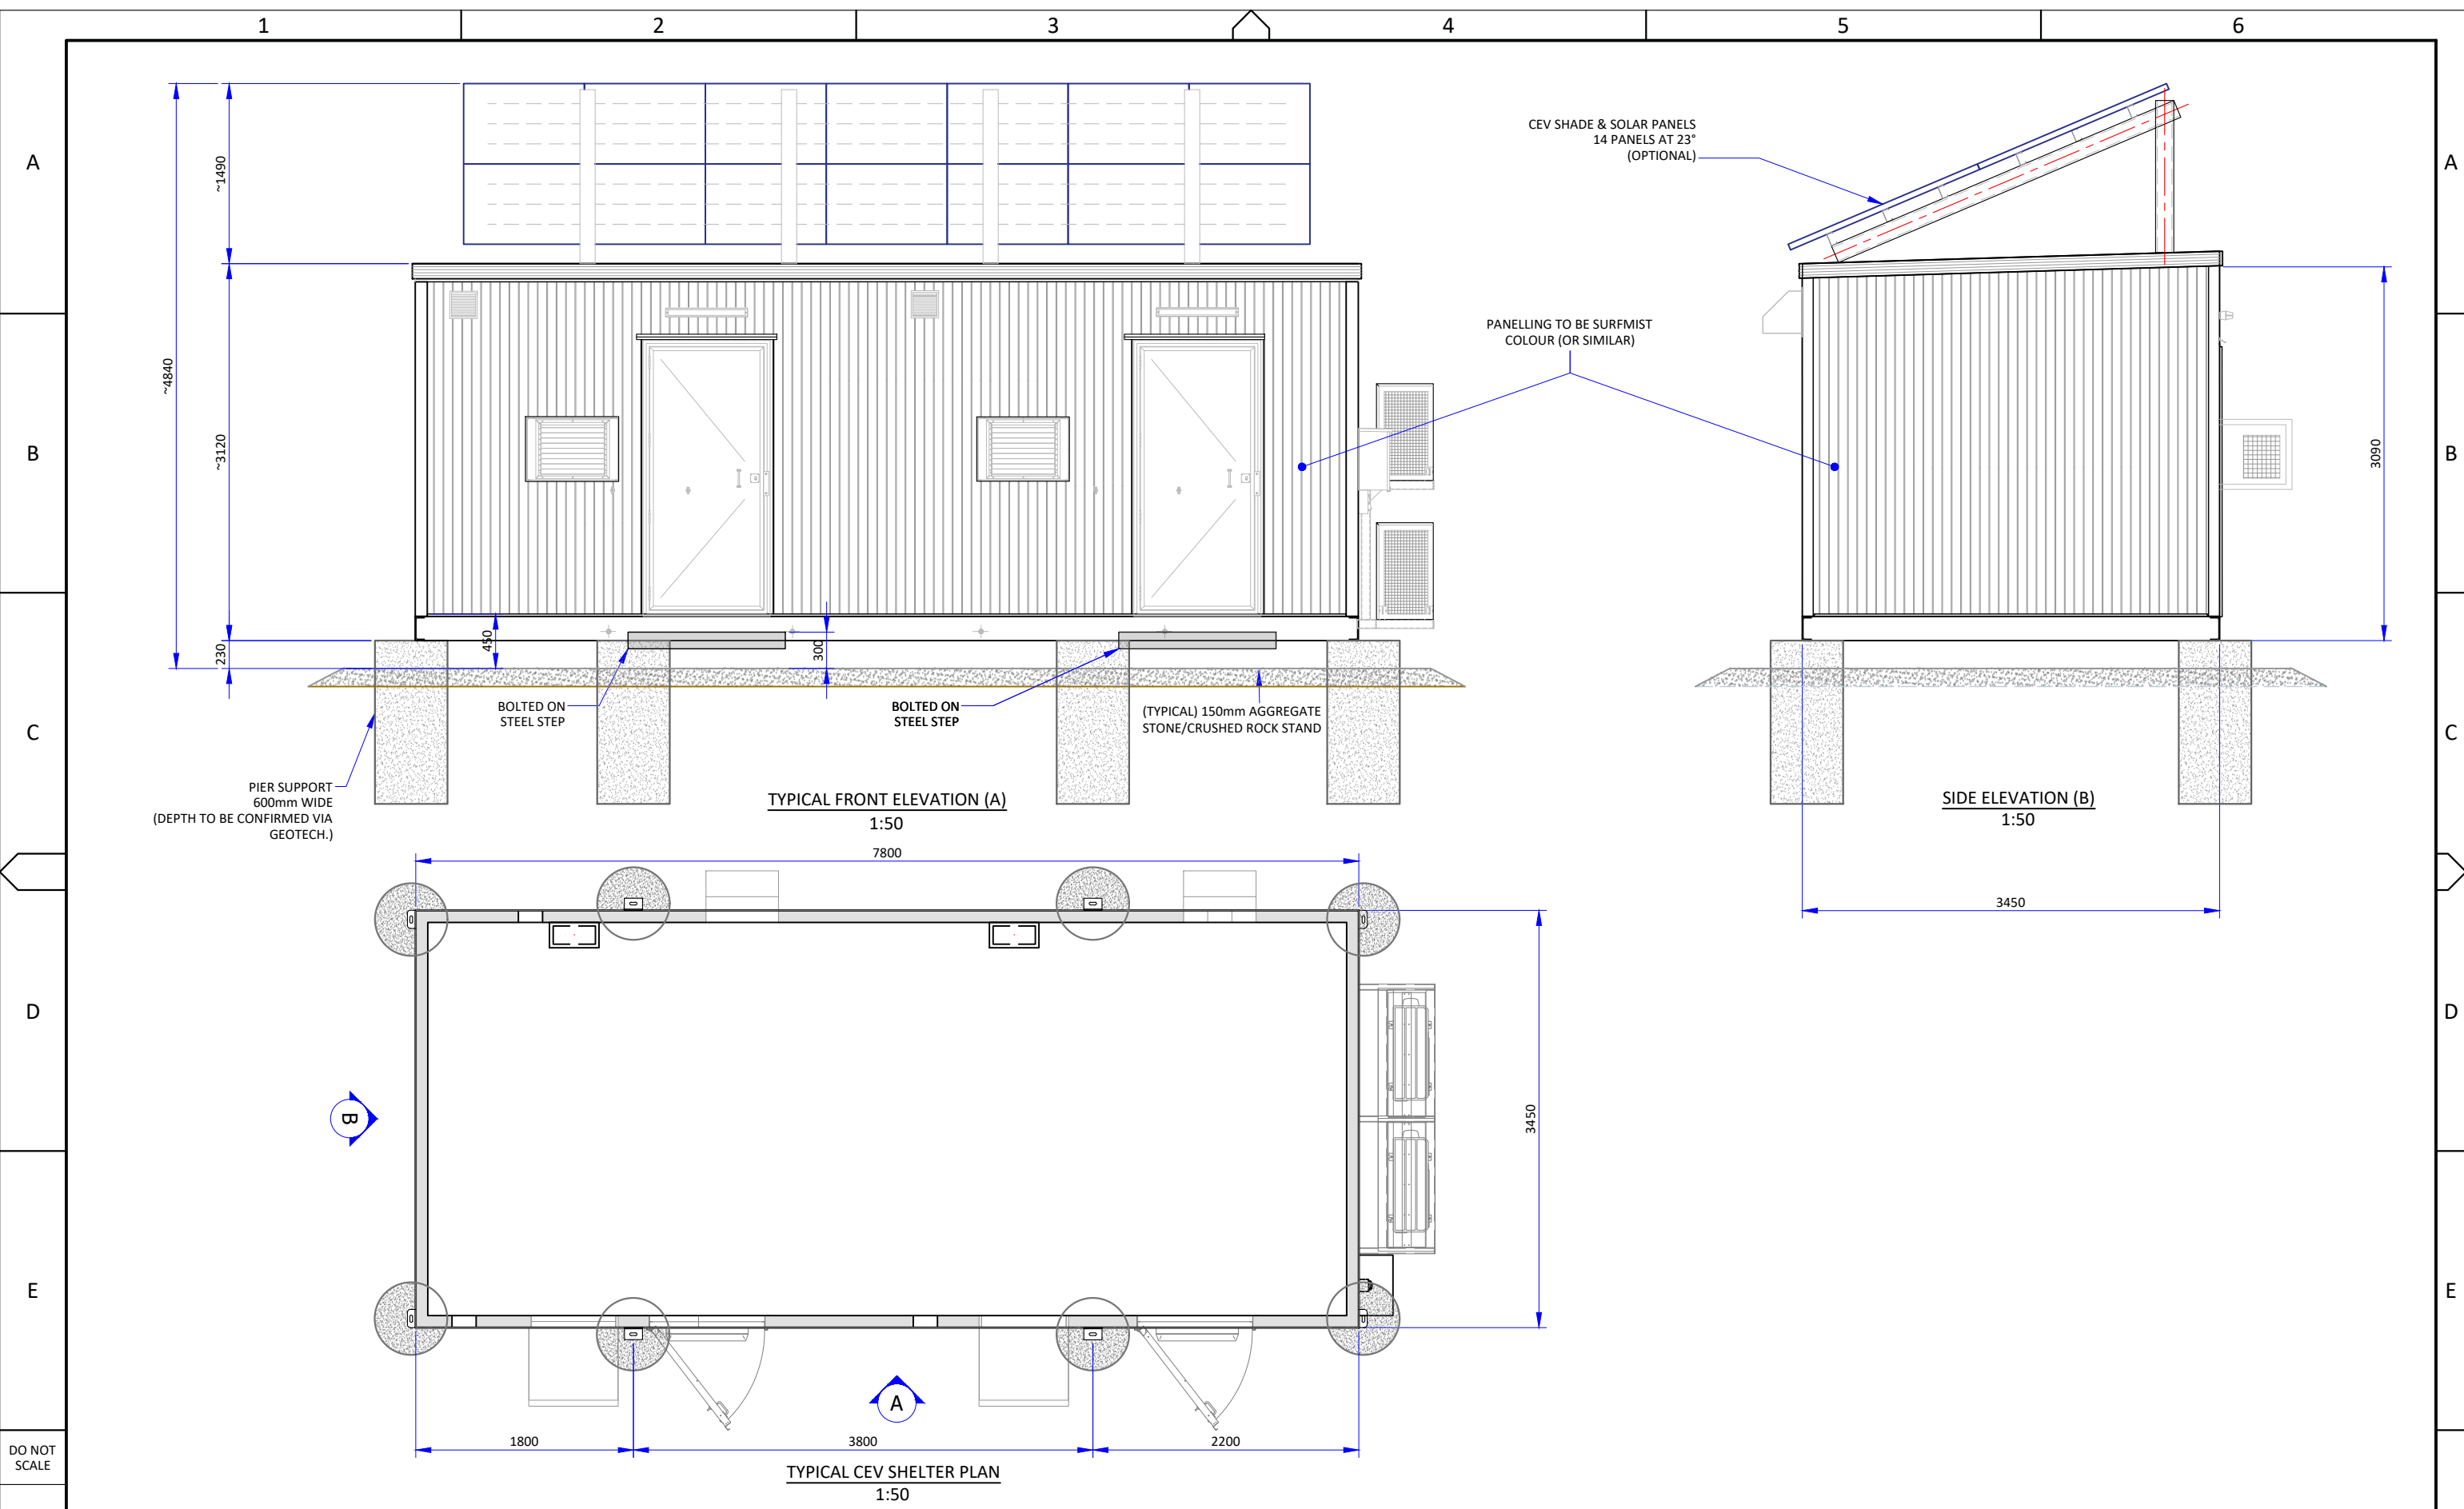 1
2
3
4
5
6
A
A
~1490
CEV SHADE & SOLAR PANELS
14 PANELS AT 23°
(OPTIONAL)
~4840
~3120
PANELLING TO BE SURFMIST
COLOUR (OR SIMILAR)
B
B
3090
230
450
300
BOLTED ON
STEEL STEP
BOLTED ON
STEEL STEP
(TYPICAL) 150mm AGGREGATE
STONE/CRUSHED ROCK STAND
C
C
PIER SUPPORT
600mm WIDE
(DEPTH TO BE CONFIRMED VIA
GEOTECH.)
TYPICAL FRONT ELEVATION (A)
1:50
SIDE ELEVATION (B)
1:50
7800
3450
D
D
B
3450
E
E
A
1800
3800
2200
DO NOT
SCALE
TYPICAL CEV SHELTER PLAN
1:50